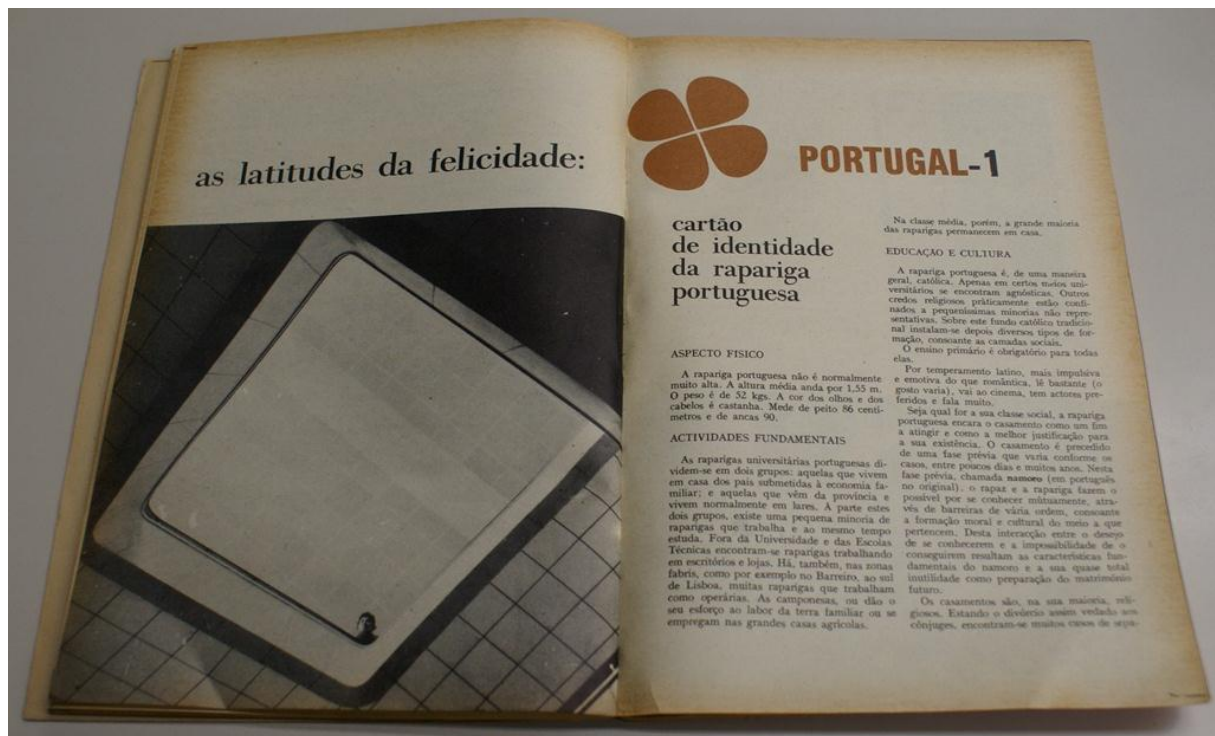 as latitudes da felicidade:
PORTUGAL-1
cartão
de identidade
da rapariga
portuguesa
ASPECTO FISICO
A rapariga portuguesa não é normalmente
muito alta. A altura média anda por 1,55 m.
O peso é de 52 kgs. A cor dos olhos e dos
cabelos é castanha. Mede de peito 86 centí-
metros e de ancas 90.
ACTIVIDADES FUNDAMENTAIS
As raparigas universitárias portuguesas di-
videm-se em dois grupos: aquelas que vivem
em casa dos pais submetidas à economia fa-
miliar; e aquelas que vêm da província e
vivem normalmente em lares. À parte estes
dois grupos, existe uma pequena minoria de
raparigas que trabalha e ao mesmo tempo
estuda. Fora da Universidade e das Escolas
Técnicas encontram-se raparigas trabalhando
em escritórios e lojas. Há, também, nas zonas
fabris, como por exemplo no Barreiro, ao sul
de Lisboa, muitas raparigas que trabalham
como operárias. As camponesas, ou dão o
seu esforço ao labor da terra familiar ou se
empregam nas grandes casas agrícolas.
Na classe média, porém, a grande maioria
das raparigas permanecem em casa.
EDUCAÇÃO E CULTURA
A rapariga portuguesa é, de uma maneira
geral, católica. Apenas em certos meios uni-
versitários se encontram agnósticas. Outros
credos religiosos pràticamente estão confi-
nados a pequeníssimas minorias não repre-
sentativas. Sobre este fundo católico tradicio-
nal instalam-se depois diversos tipos de for-
mação, consoante as camadas sociais.
O ensino primário é obrigatório para todas
elas.
Por temperamento latino, mais impulsiva
e emotiva do que romântica, lê bastante (o
gosto varia), vai ao cinema, tem actores pre-
feridos e fala muito.
Seja qual for a sua classe social, a rapariga
portuguesa encara o casamento como um fim
a atingir e como a melhor justificação para
a sua existência. O casamento é precedido
de uma fase prévia que varia conforme os
casos, entre poucos dias e muitos anos. Nesta
fase prévia, chamada namoro (em português
no original), o rapaz e a rapariga fazem o
possível por se conhecer mùtuamente, atra-
vés de barreiras de vária ordem, consoante
a formação moral e cultural do meio a que
pertencem. Desta interacção entre o desejo
de se conhecerem e a impossibilidade de o
conseguirem resultam as características fun-
damentais do namoro e a sua quase total
inutilidade como preparação do matrimónio
futuro.
Os casamentos são, na sua maioria, reli-
giosos. Estando o divórcio assim vedado aos
cônjuges, encontram-se muitos casos de sepa-